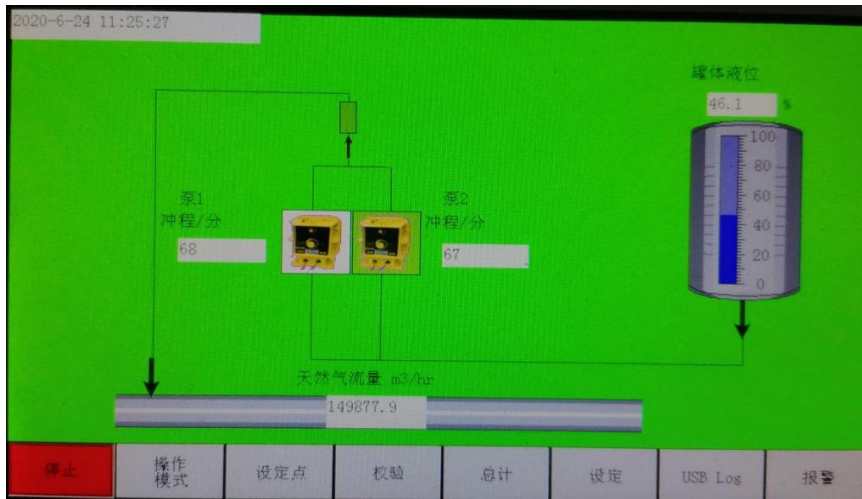 2020-6-24 11:25:27
罐体液位
46.1 %
100
80
60
40
20
0
泵1
冲程/分
68
泵2
冲程/分
67
天然气流量 m3/hr
149877.9
停止
操作
模式
设定点
校验
总计
设定
USB Log
报警